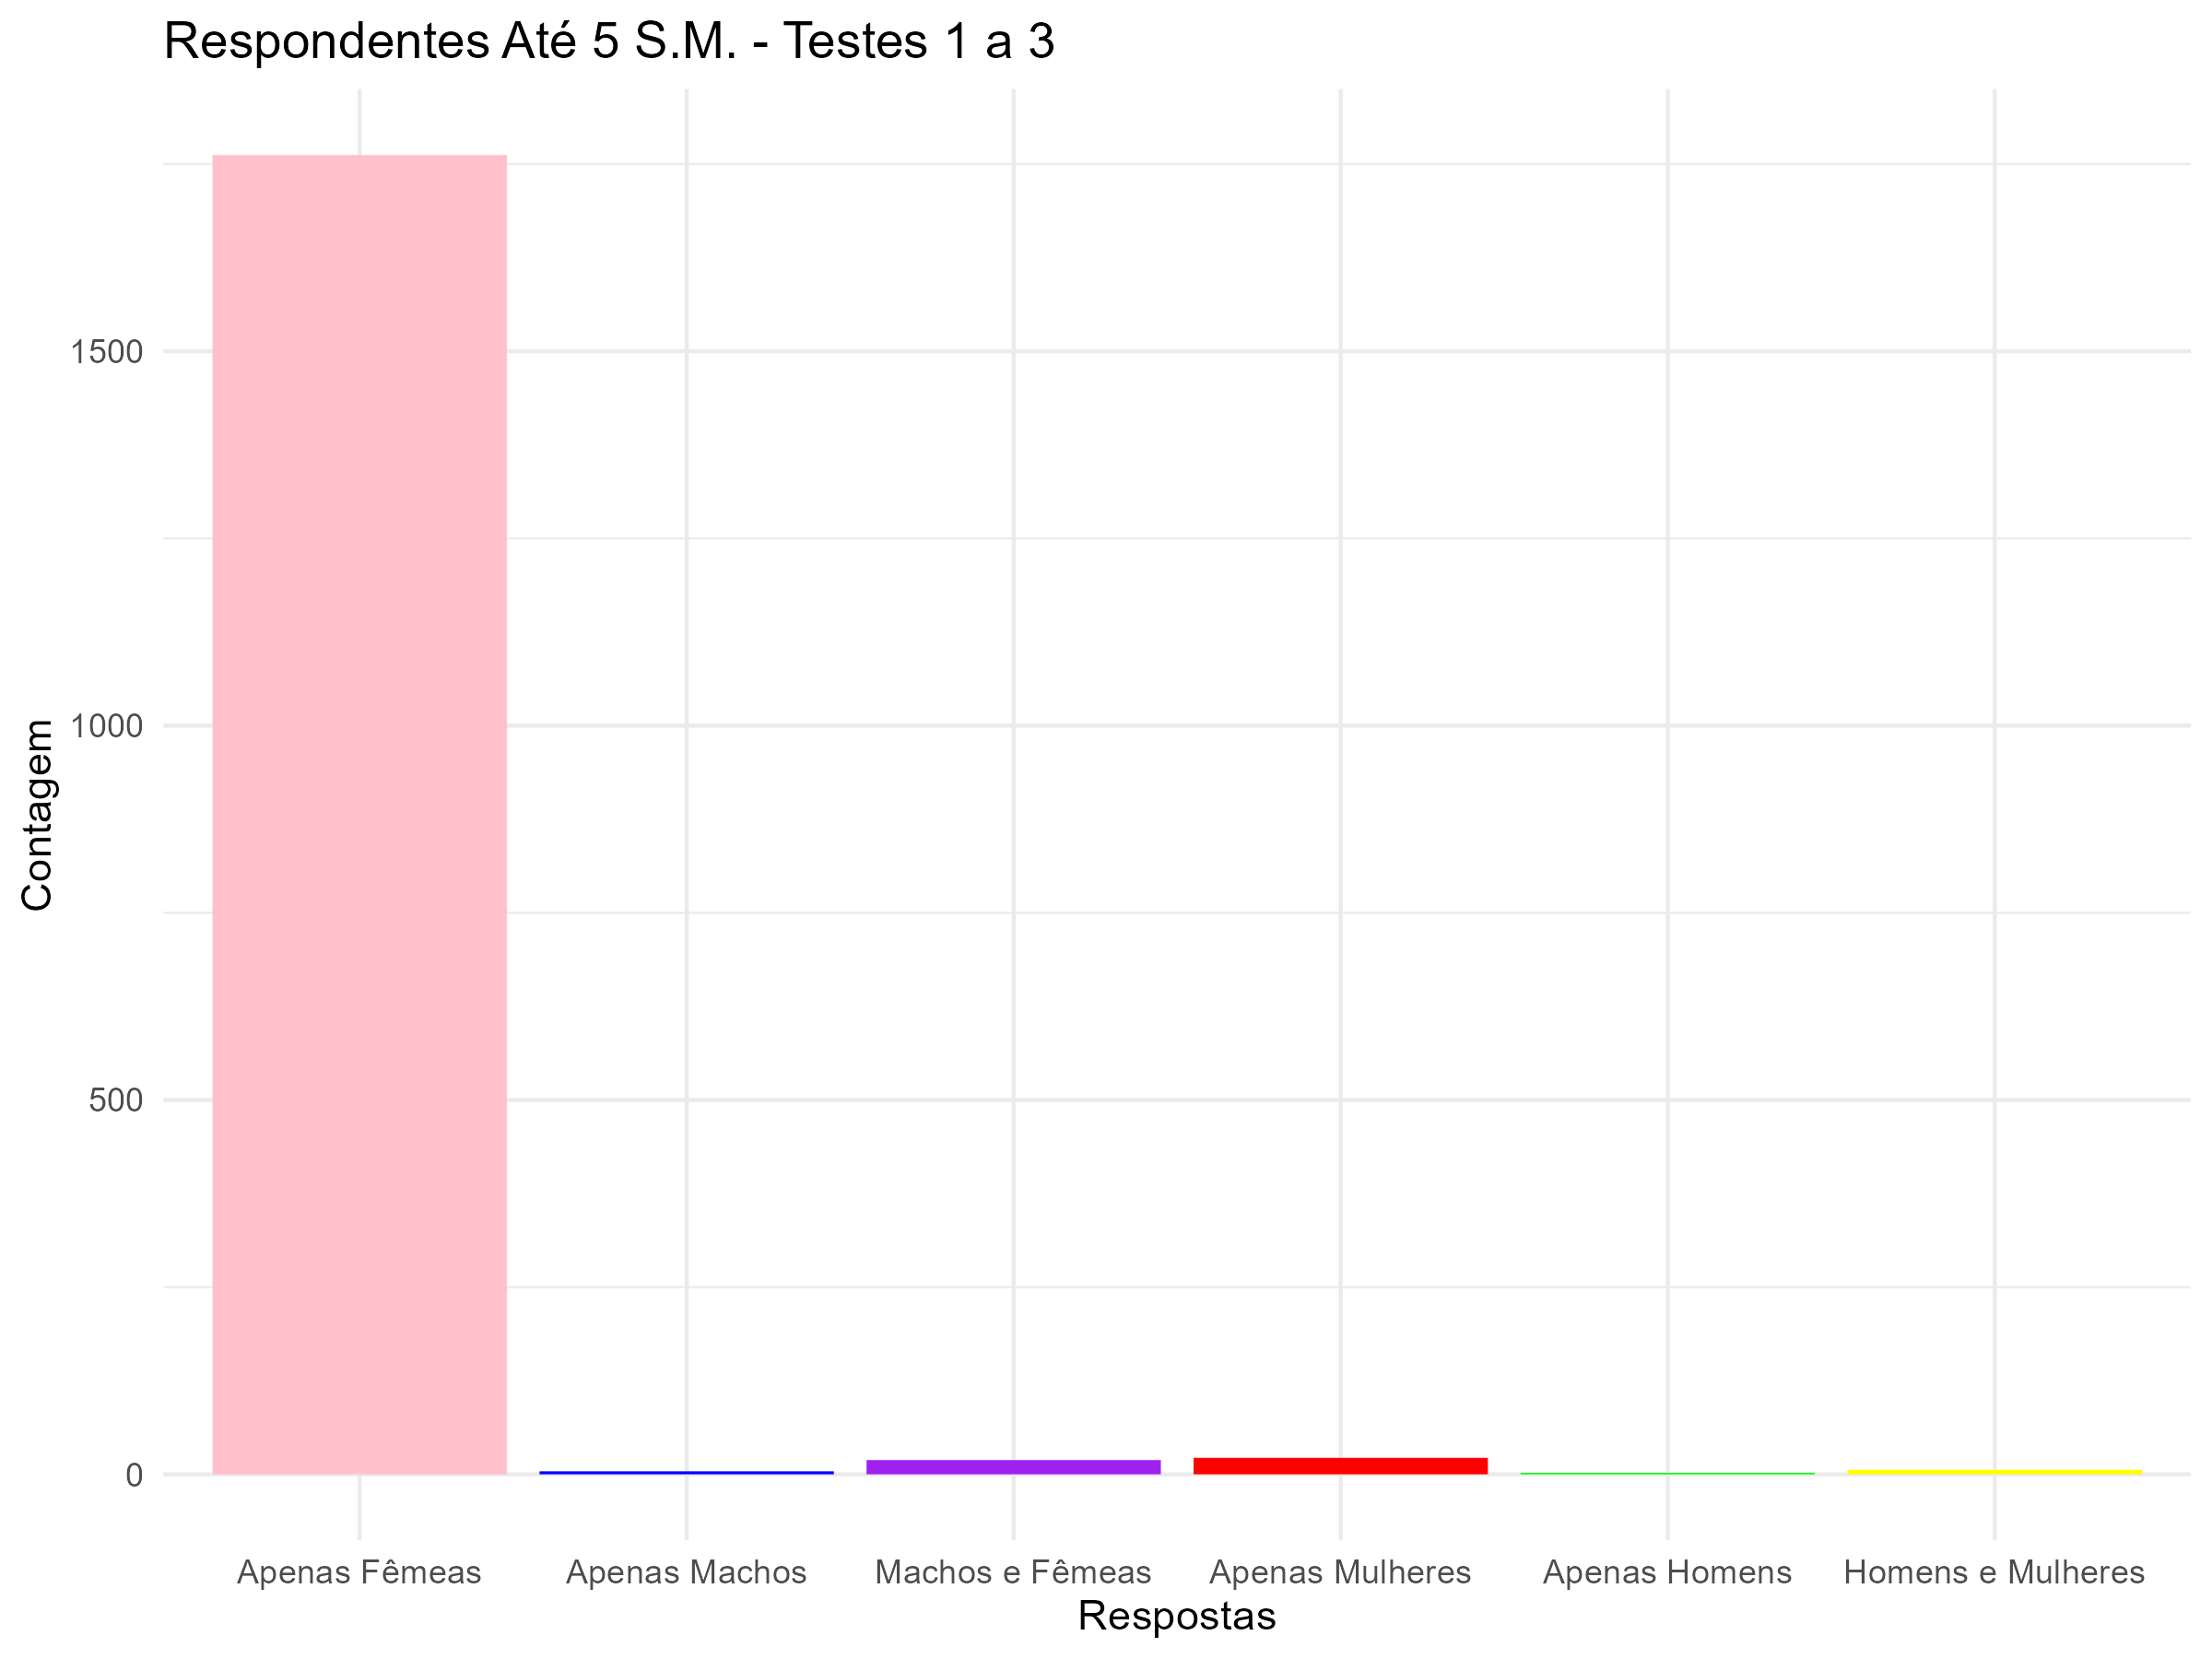 Respondentes Até 5 S.M. - Testes 1 a 3
Contagem
1500
1000
500
0
Apenas Fêmeas
Apenas Machos
Machos e Fêmeas
Apenas Mulheres
Apenas Homens
Homens e Mulheres
Respostas